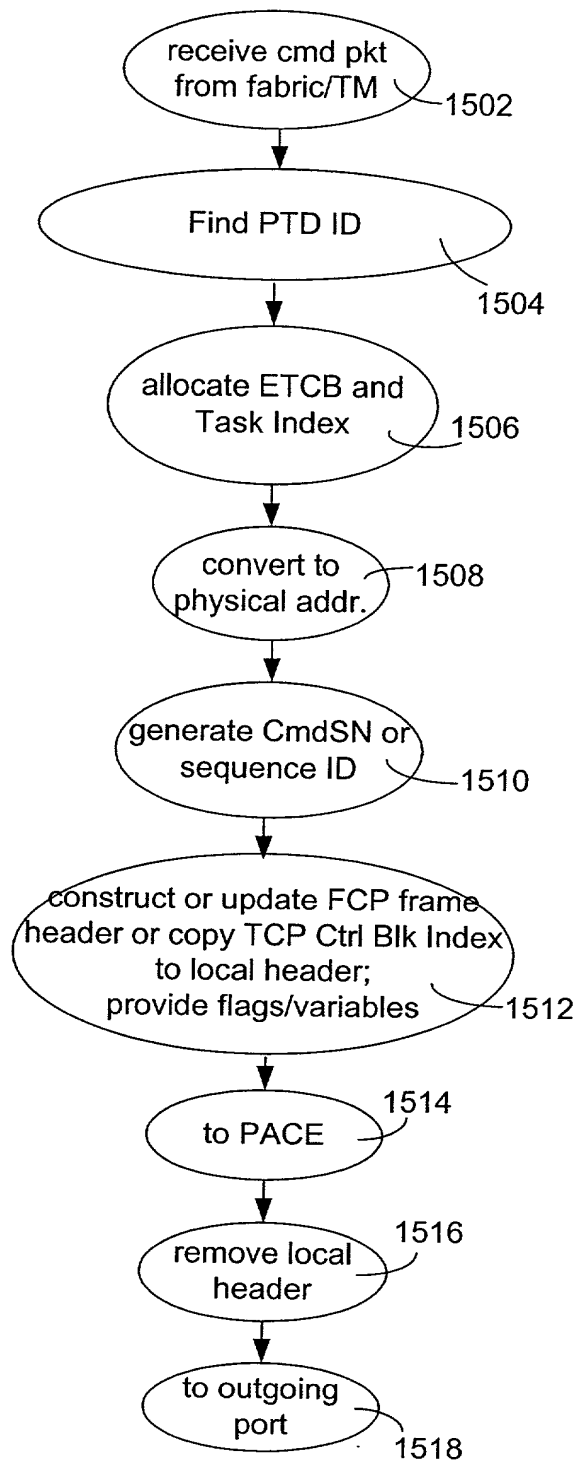 receive cmd pkt
from fabric/TM
1502
Find PTD ID
1504
allocate ETCB and
Task Index
1506
convert to
physical addr.
1508
generate CmdSN or
sequence ID
1510
construct or update FCP frame
header or copy TCP Ctrl Blk Index
to local header;
provide flags/variables
1512
to PACE
1514
remove local
header
1516
to outgoing
port
1518